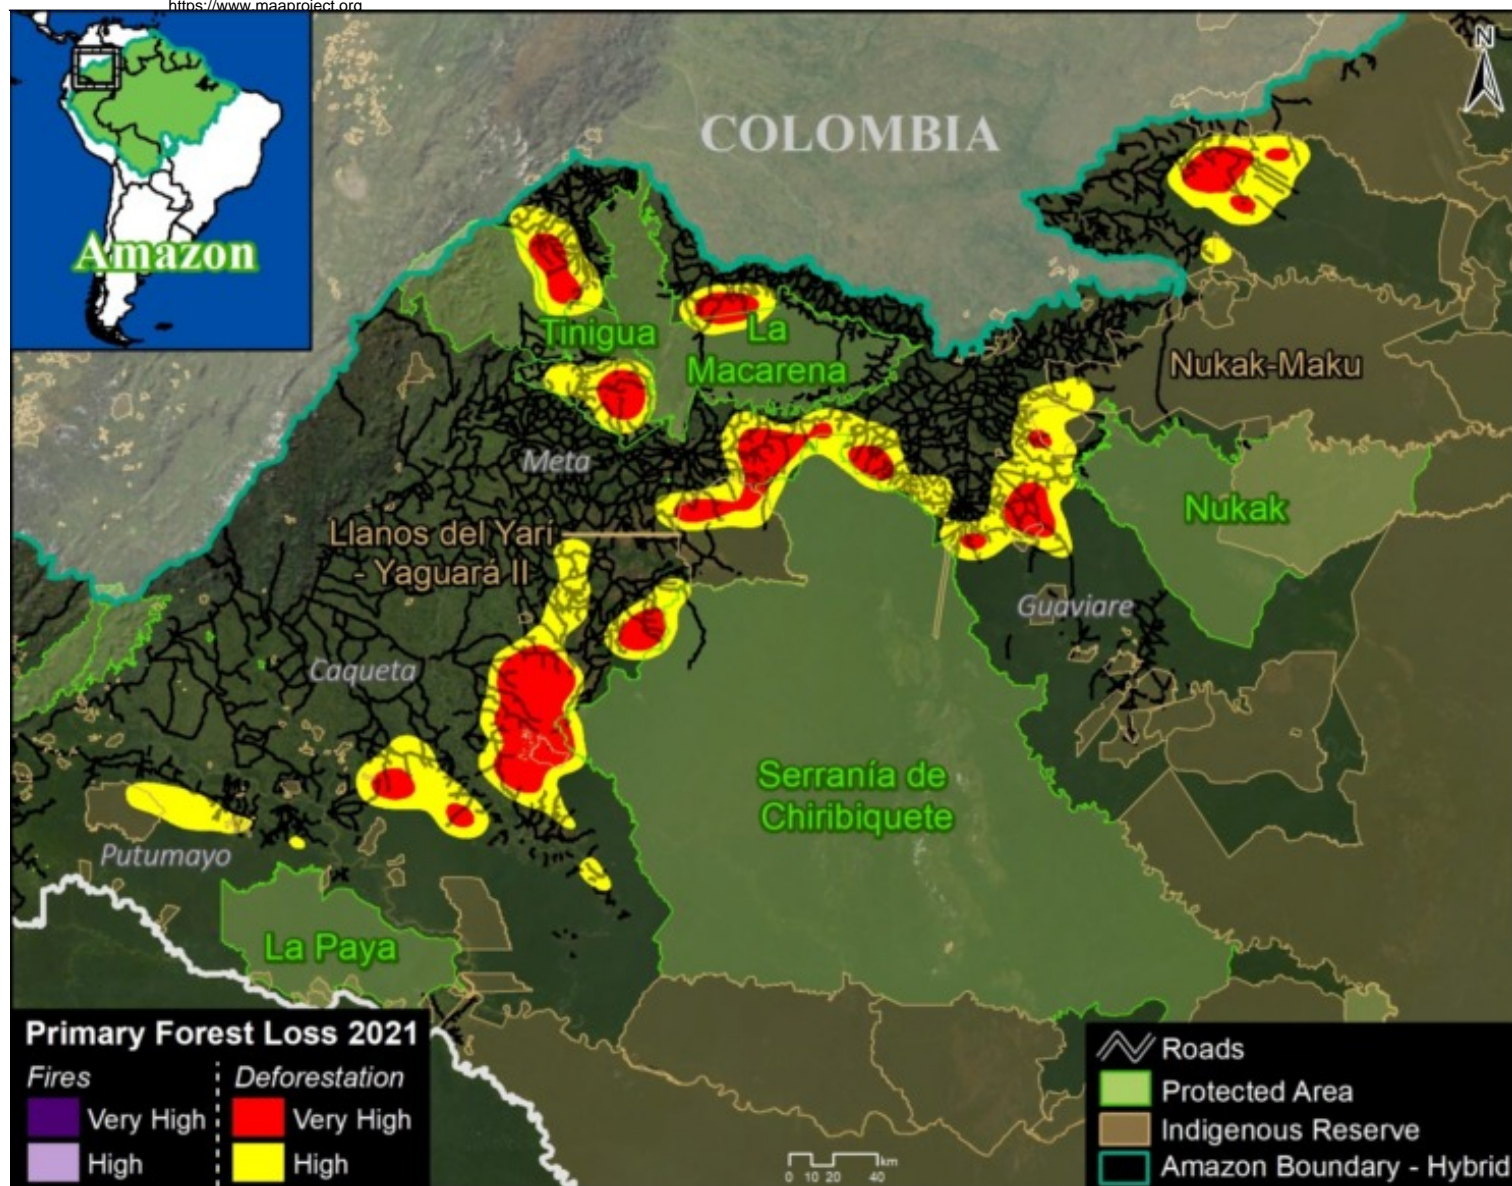 https://www.maaproject.org
N
COLOMBIA
Amazon
Tinigua
La
Macarena
Nukak-Maku
Meta
Nukak
Llanos del Yarí
- Yaguará II
Guaviare
Caqueta
Serranía de
Chiribiquete
Putumayo
La Paya
Primary Forest Loss 2021
Fires
Deforestation
Very High
Very High
High
High
km
0 10 20 40
Roads
Protected Area
Indigenous Reserve
Amazon Boundary - Hybrid